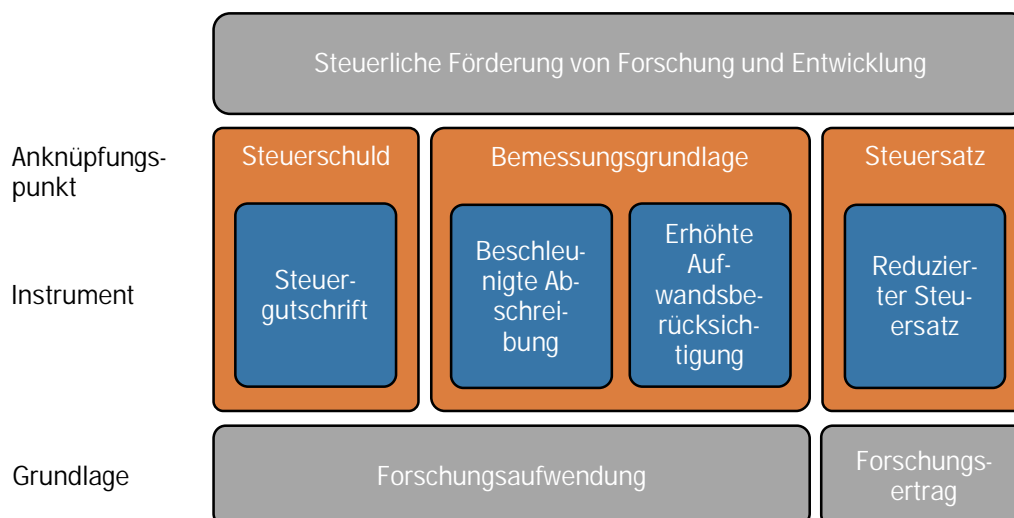 Steuerliche Förderung von Forschung und Entwicklung
Anknüpfungs-
punkt
Steuerschuld
Bemessungsgrundlage
Steuersatz
Instrument
Steuer-
gutschrift
Beschleu-
nigte Ab-
schrei-
bung
Erhöhte
Auf-
wandsbe-
rücksich-
tigung
Reduzier-
ter Steu-
ersatz
Grundlage
Forschungsaufwendung
Forschungs-
ertrag